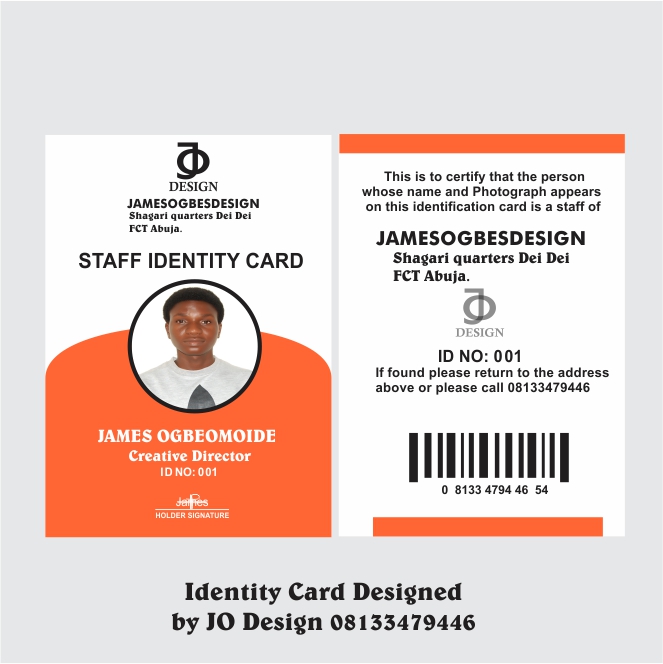 JO
DESIGN
JAMESOGBESDESIGN
Shagari quarters Dei Dei
FCT Abuja.
STAFF IDENTITY CARD
JAMES OGBEOMOIDE
Creative Director
ID NO: 001
James
HOLDER SIGNATURE
This is to certify that the person
whose name and Photograph appears
on this identification card is a staff of
JAMESOGBESDESIGN
Shagari quarters Dei Dei
FCT Abuja.
JO
DESIGN
ID NO: 001
If found please return to the address
above or please call 08133479446
0 8133 4794 46 54
Identity Card Designed
by JO Design 08133479446